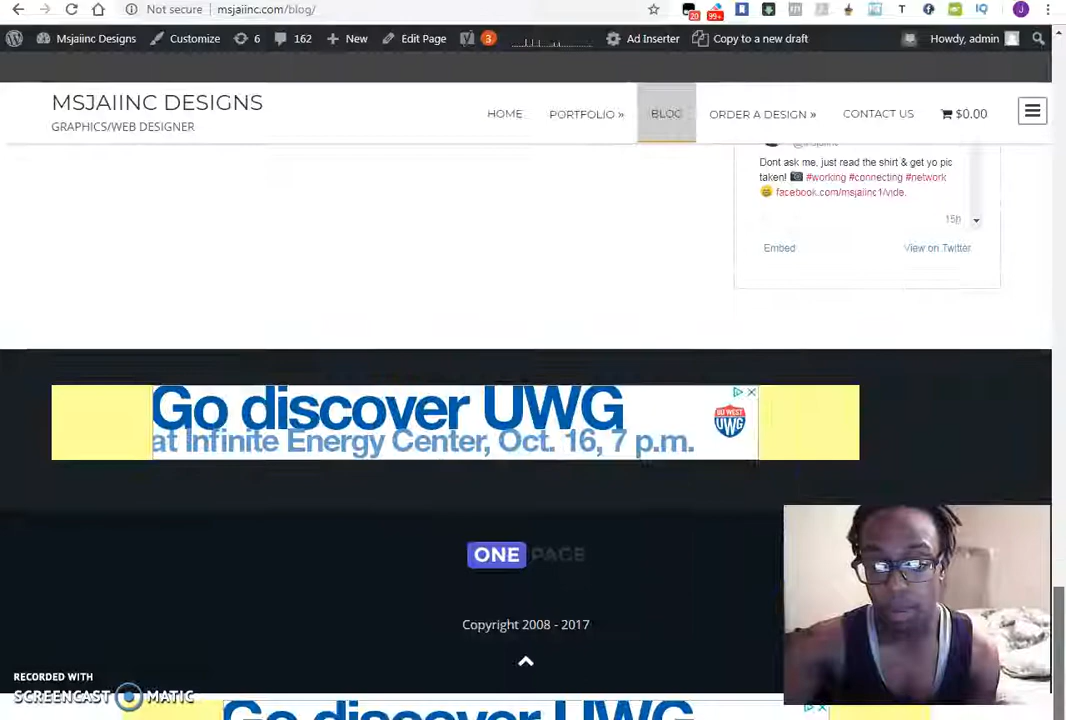 Not secure | msjaiinc.com/blog/
20 99+ T IQ J
Msjaiinc Designs Customize 6 162 + New Edit Page 3 Ad Inserter Copy to a new draft Howdy, admin
MSJAIINC DESIGNS
GRAPHICS/WEB DESIGNER
HOME PORTFOLIO » BLOG ORDER A DESIGN » CONTACT US $0.00
Dont ask me, just read the shirt & get yo pic
taken! 📷 #working #connecting #network
😄 facebook.com/msjaiinc1/vide.
15h
Embed View on Twitter
Go discover UWG
at Infinite Energy Center, Oct. 16, 7 p.m.
GO WEST
UWG
ONE PAGE
Copyright 2008 - 2017
RECORDED WITH
SCREENCAST MATIC
Go discover UWG